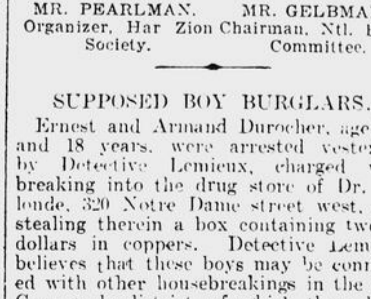 MR. PEARLMAN. MR. GELBMA
Organizer, Har Zion Chairman, Ntl.
Society. Committee.
SUPPOSED BOY BURGLARS.
Ernest and Armand Durocher, age
and 18 years, were arrested yeste
by Detective Lemieux, charged
breaking into the drug store of Dr.
londe, 320 Notre Dame street west,
stealing therein a box containing two
dollars in coppers. Detective Lem
believes that these boys may be conn
ed with other housebreakings in the